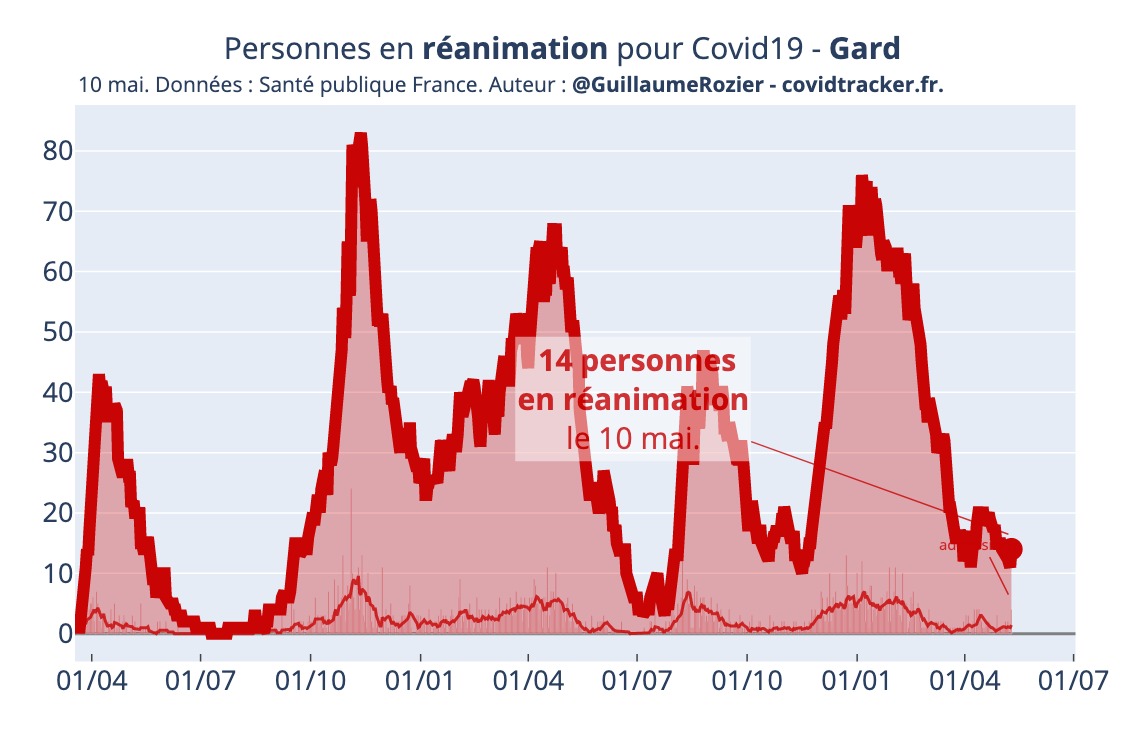 Personnes en réanimation pour Covid19 - Gard
10 mai. Données : Santé publique France. Auteur : @GuillaumeRozier - covidtracker.fr.
80
70
60
50
40
30
20
10
0
14 personnes
en réanimation
le 10 mai.
01/04 01/07 01/10 01/01 01/04 01/07 01/10 01/01 01/04 01/07